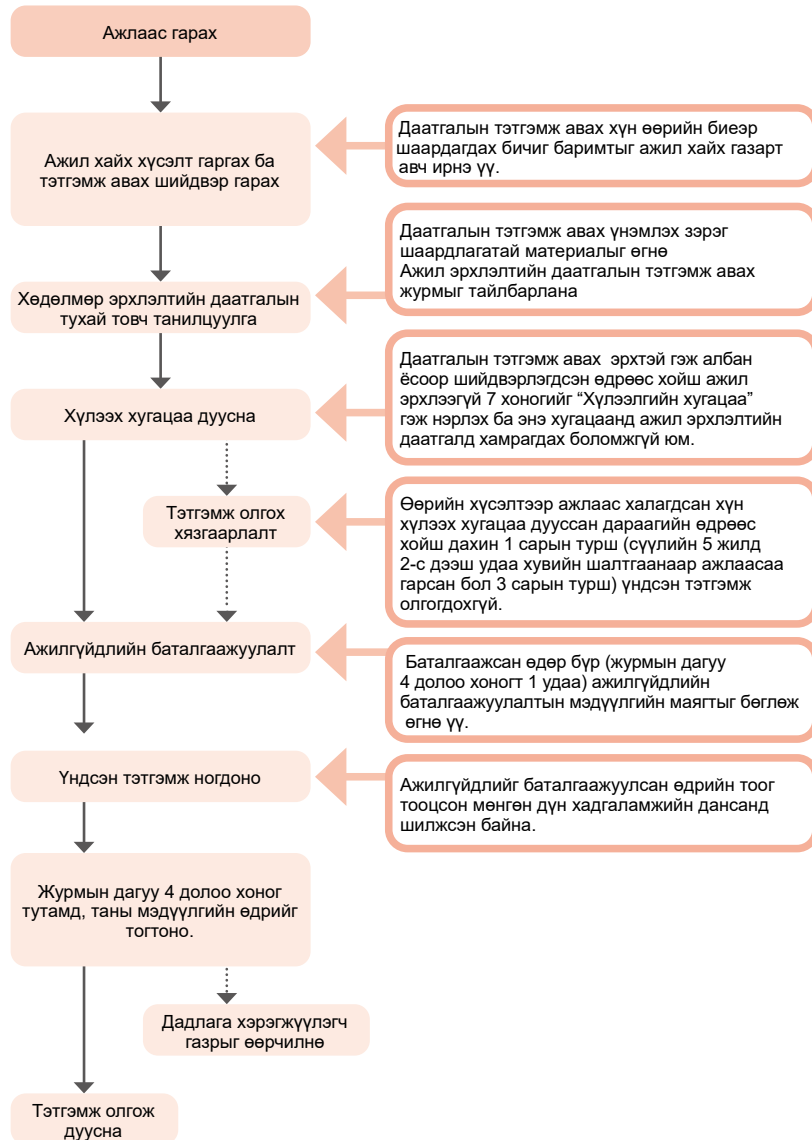 Ажлаас гарах
Ажил хайх хүсэлт гаргах ба
тэтгэмж авах шийдвэр гарах
Даатгалын тэтгэмж авах хүн өөрийн биеэр
шаардагдах бичиг баримтыг ажил хайх газарт
авч ирнэ үү.
Даатгалын тэтгэмж авах үнэмлэх зэрэг
шаардлагатай материалыг өгнө
Ажил эрхлэлтийн даатгалын тэтгэмж авах
журмыг тайлбарлана
Хөдөлмөр эрхлэлтийн даатгалын
тухай товч танилцуулга
Даатгалын тэтгэмж авах эрхтэй гэж албан
ёсоор шийдвэрлэгдсэн өдрөөс хойш ажил
эрхлээгүй 7 хоногийг “Хүлээлгийн хугацаа”
гэж нэрлэх ба энэ хугацаанд ажил эрхлэлтийн
даатгалд хамрагдах боломжгүй юм.
Хүлээх хугацаа дуусна
Тэтгэмж олгох
хязгаарлалт
Өөрийн хүсэлтээр ажлаас халагдсан хүн
хүлээх хугацаа дууссан дараагийн өдрөөс
хойш дахин 1 сарын турш (сүүлийн 5 жилд
2-с дээш удаа хувийн шалтгаанаар ажлаасаа
гарсан бол 3 сарын турш) үндсэн тэтгэмж
олгогдохгүй.
Ажилгүйдлийн баталгаажуулалт
Баталгаажсан өдөр бүр (журмын дагуу
4 долоо хоногт 1 удаа) ажилгүйдлийн
баталгаажуулалтын мэдүүлгийн маягтыг бөглөж
өгнө үү.
Үндсэн тэтгэмж ногдоно
Ажилгүйдлийг баталгаажуулсан өдрийн тоог
тооцсон мөнгөн дүн хадгаламжийн дансанд
шилжсэн байна.
Журмын дагуу 4 долоо хоног
тутамд, таны мэдүүлгийн өдрийг
тогтоно.
Дадлага хэрэгжүүлэгч
газрыг өөрчилнө
Тэтгэмж олгож
дуусна